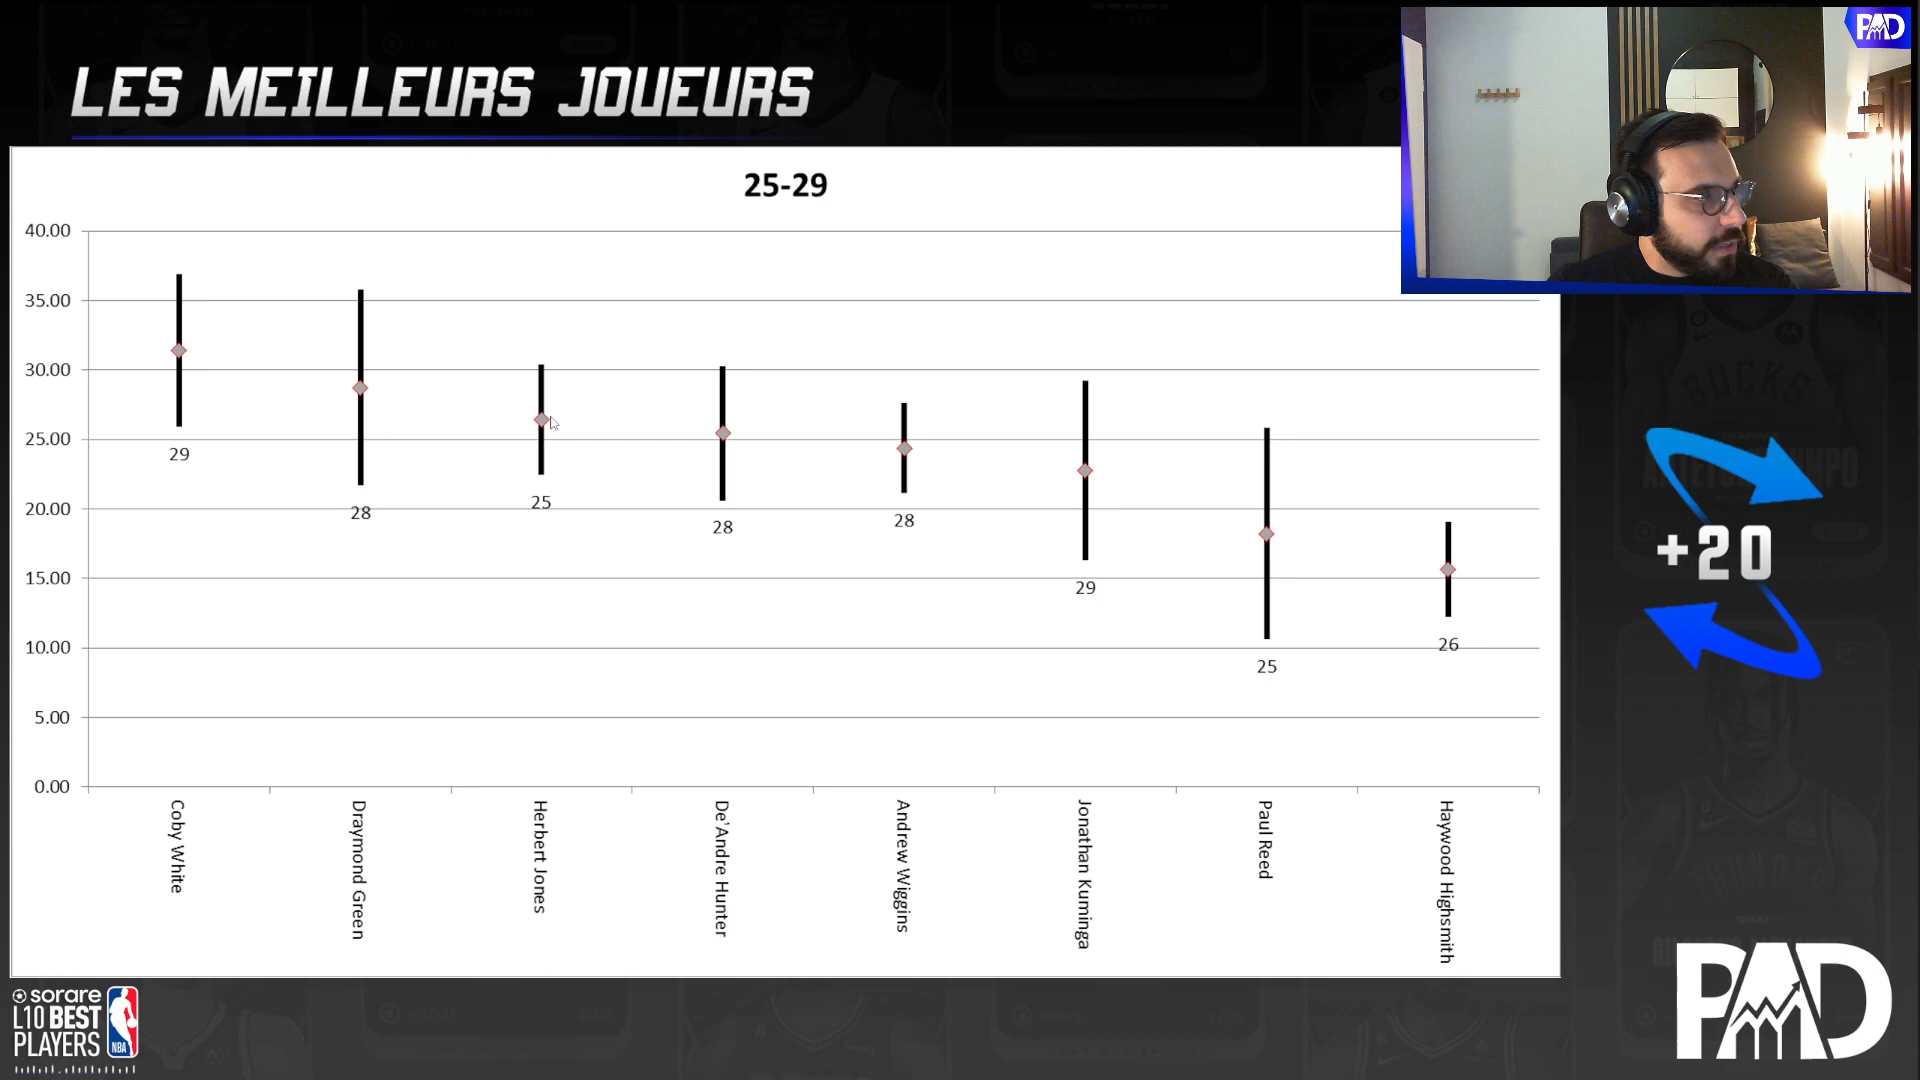 LES MEILLEURS JOUEURS
PAD
25-29
40.00
35.00
30.00
25.00
20.00
15.00
10.00
5.00
0.00
29
28
25
28
28
29
25
26
Coby White
Draymond Green
Herbert Jones
De'Andre Hunter
Andrew Wiggins
Jonathan Kuminga
Paul Reed
Haywood Highsmith
BUCKS
+20
sorare
L10 BEST
PLAYERS
NBA
PAD